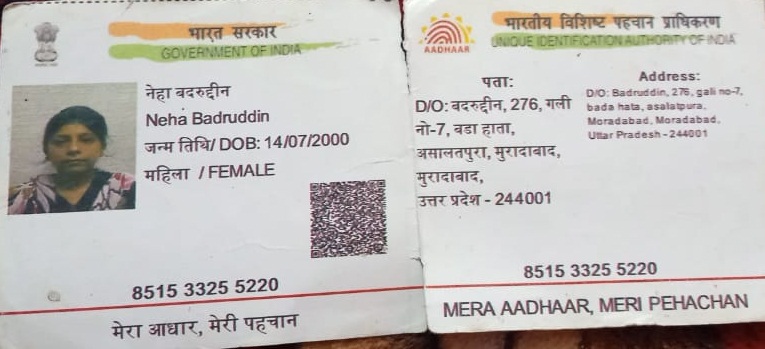 भारत सरकार
GOVERNMENT OF INDIA
नेहा बदरुद्दीन
Neha Badruddin
जन्म तिथि/ DOB: 14/07/2000
महिला / FEMALE
8515 3325 5220
मेरा आधार, मेरी पहचान
भारतीय विशिष्ट पहचान प्राधिकरण
UNIQUE IDENTIFICATION AUTHORITY OF INDIA
AADHAAR
पता:
D/O: बदरुद्दीन, 276, गली
नो-7, बडा हाता,
असालतपुरा, मुरादाबाद,
मुरादाबाद,
उत्तर प्रदेश - 244001
Address:
D/O: Badruddin, 276, gali no-7,
bada hata, asalatpura,
Moradabad, Moradabad,
Uttar Pradesh - 244001
8515 3325 5220
MERA AADHAAR, MERI PEHACHAN